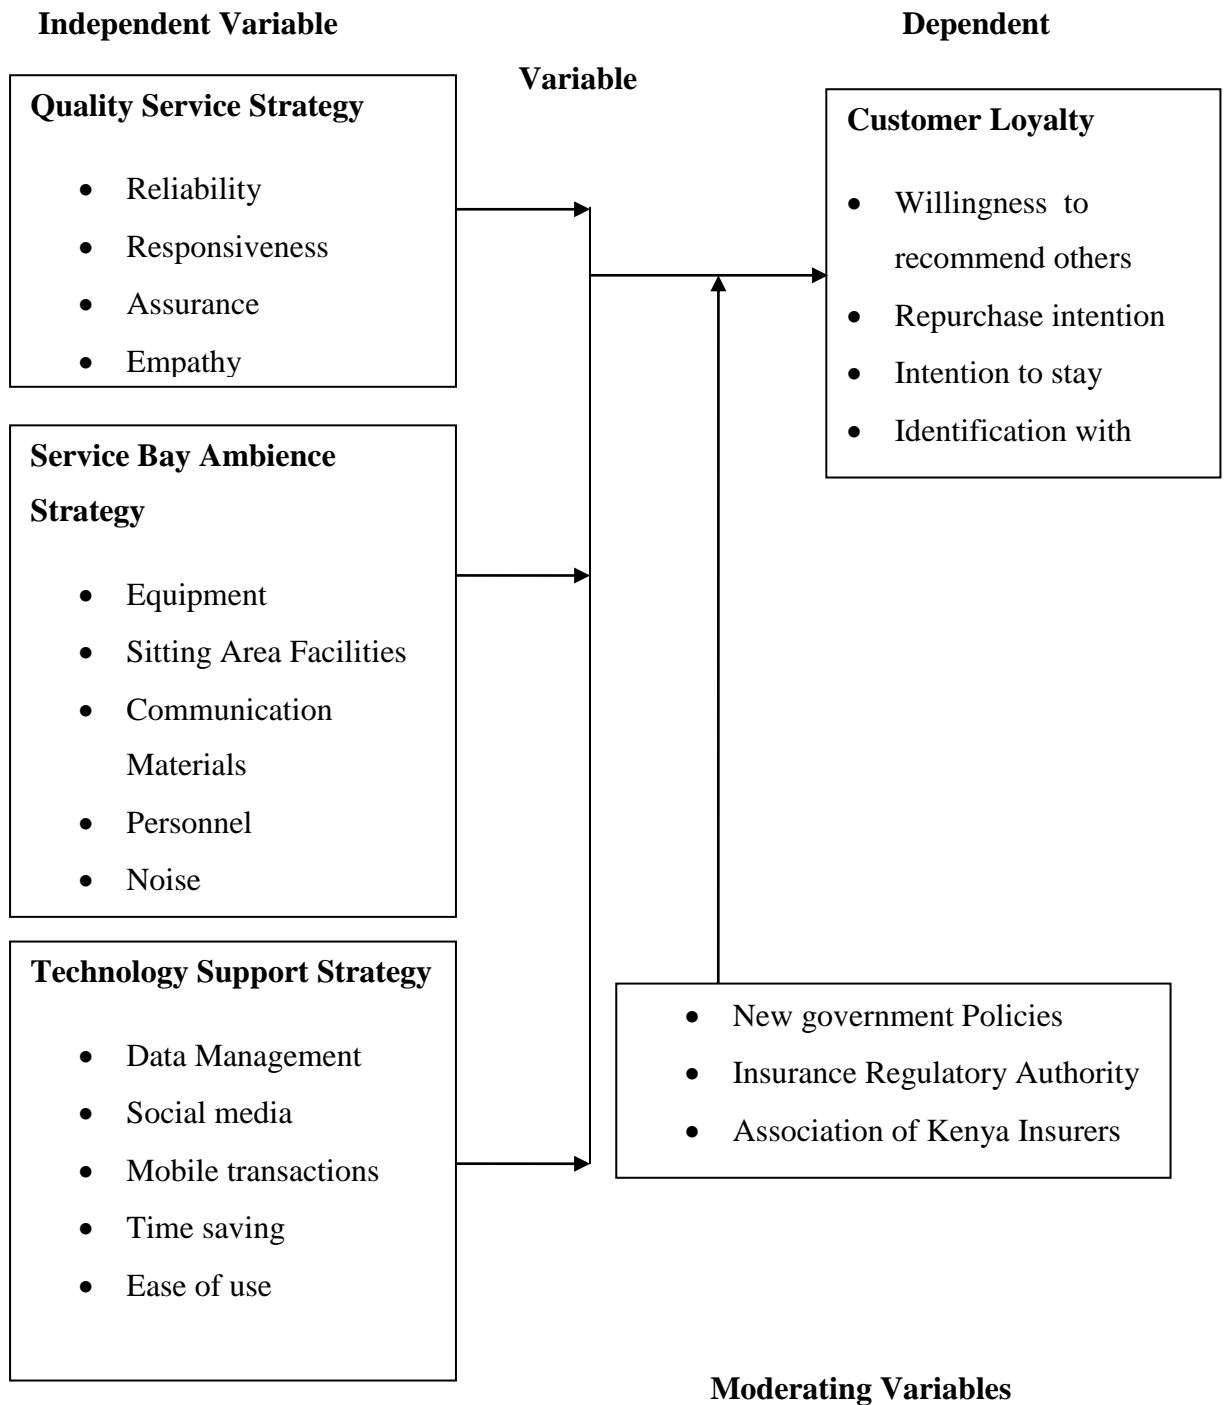 Independent Variable
Dependent
Variable
Quality Service Strategy
• Reliability
• Responsiveness
• Assurance
• Empathy
Customer Loyalty
• Willingness to
recommend others
• Repurchase intention
• Intention to stay
• Identification with
Service Bay Ambience
Strategy
• Equipment
• Sitting Area Facilities
• Communication
Materials
• Personnel
• Noise
Technology Support Strategy
• Data Management
• Social media
• Mobile transactions
• Time saving
• Ease of use
• New government Policies
• Insurance Regulatory Authority
• Association of Kenya Insurers
Moderating Variables